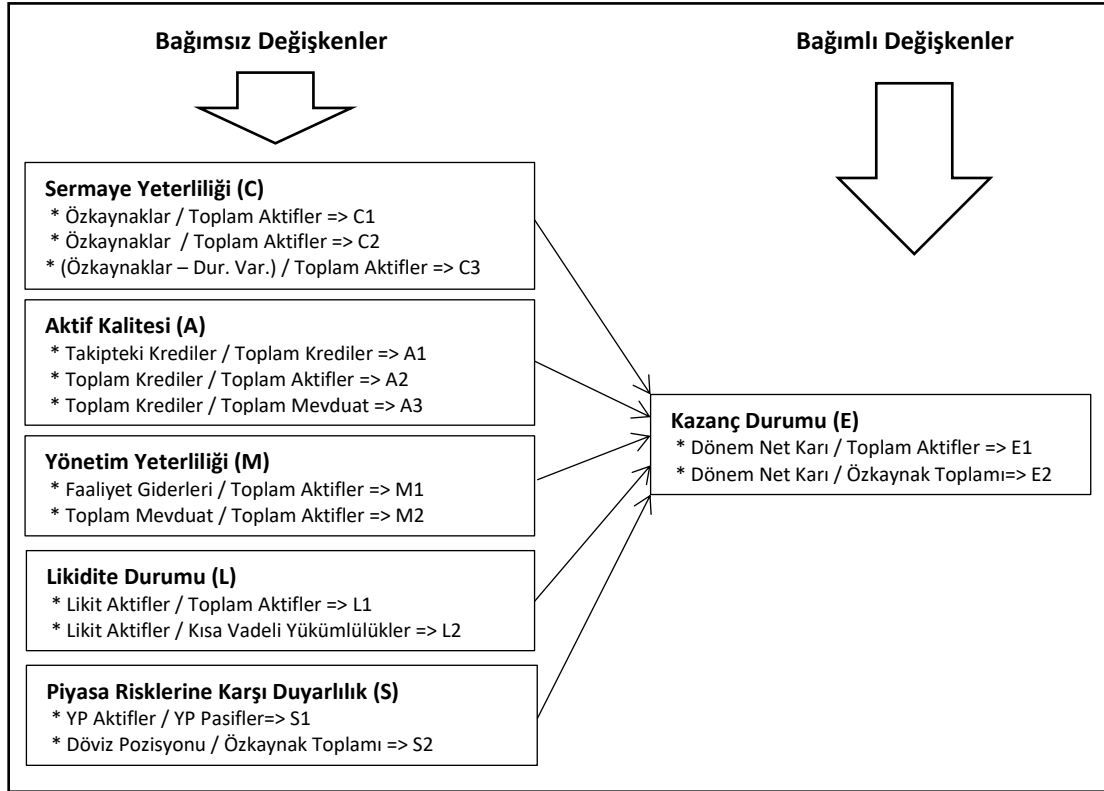 Bağımsız Değişkenler
Bağımlı Değişkenler
Sermaye Yeterliliği (C)
* Özkaynaklar / Toplam Aktifler => C1
* Özkaynaklar / Toplam Aktifler => C2
* (Özkaynaklar – Dur. Var.) / Toplam Aktifler => C3
Aktif Kalitesi (A)
* Takipteki Krediler / Toplam Krediler => A1
* Toplam Krediler / Toplam Aktifler => A2
* Toplam Krediler / Toplam Mevduat => A3
Yönetim Yeterliliği (M)
* Faaliyet Giderleri / Toplam Aktifler => M1
* Toplam Mevduat / Toplam Aktifler => M2
Likidite Durumu (L)
* Likit Aktifler / Toplam Aktifler => L1
* Likit Aktifler / Kısa Vadeli Yükümlülükler => L2
Piyasa Risklerine Karşı Duyarlılık (S)
* YP Aktifler / YP Pasifler=> S1
* Döviz Pozisyonu / Özkaynak Toplamı => S2
Kazanç Durumu (E)
* Dönem Net Karı / Toplam Aktifler => E1
* Dönem Net Karı / Özkaynak Toplamı=> E2